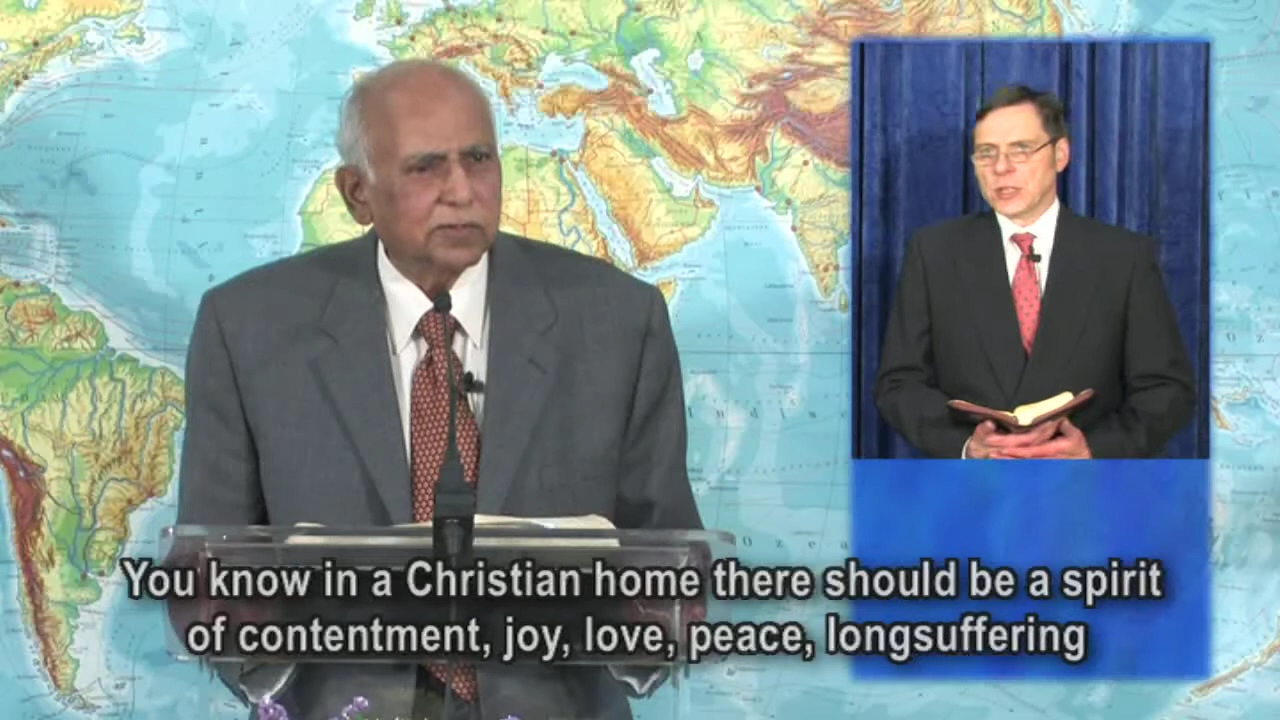 You know in a Christian home there should be a spirit
of contentment, joy, love, peace, longsuffering